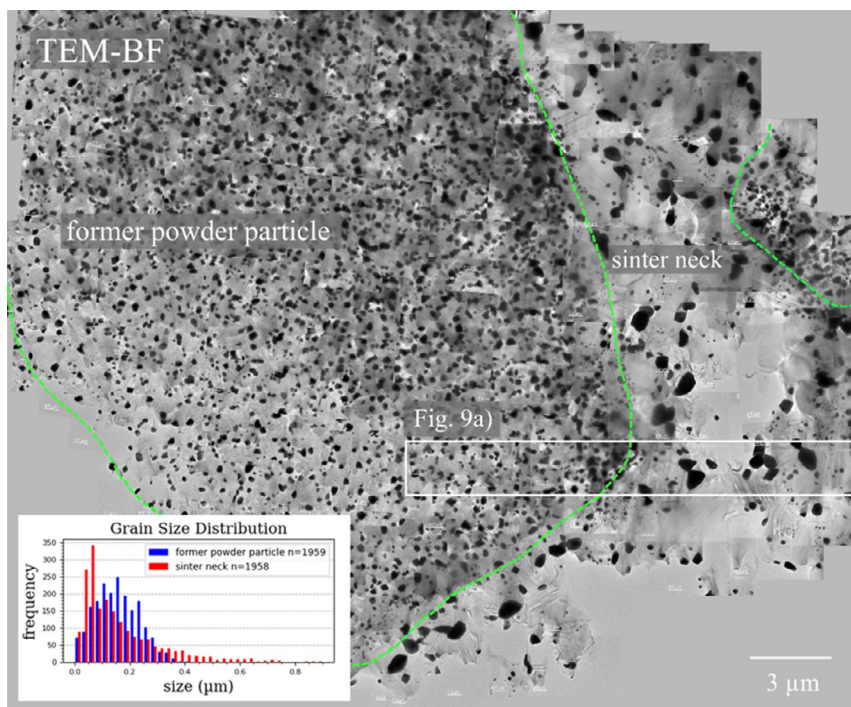 TEM-BF
former powder particle
sinter neck
Fig. 9a)
Grain Size Distribution
former powder particle n=1959
sinter neck n=1958
350
300
250
200
150
100
50
0
frequency
0.0
0.2
0.4
0.6
0.8
size (µm)
3 µm